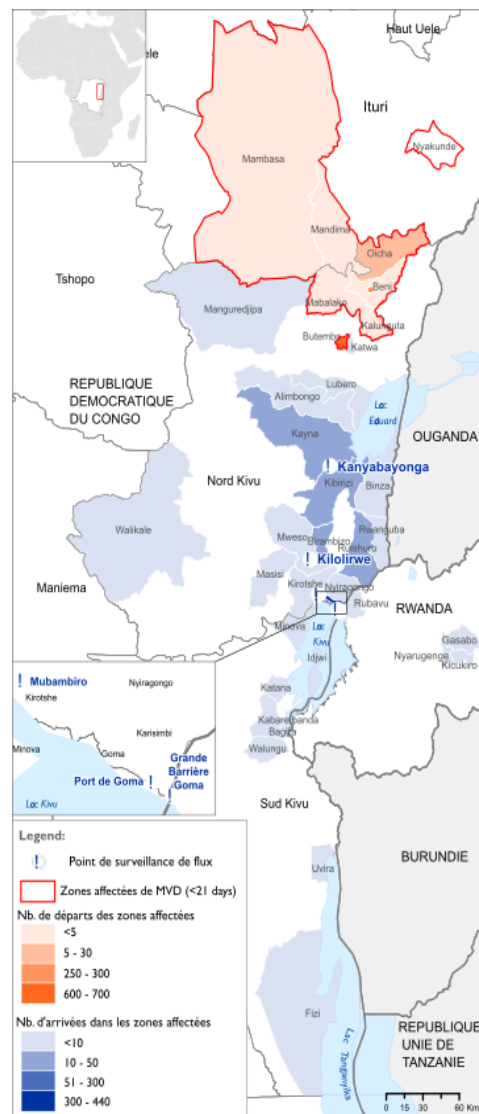 Haut Uele
ele
Ituri
Mambasa
Nyakunde
Mandima
Oicha
Tshopo
Beni
Manguredjipa
Mabalako
Kalunguta
Butembo
Katwa
REPUBLIQUE
DEMOCRATIQUE
DU CONGO
Lubero
Alimbongo
Lac
Eduard
Kayna
OUGANDA
Kanyabayonga
Nord Kivu
Kibirizi
Binza
Walikale
Rwanguba
Mweso
Birambizo
Rutshuru
Kilolirwe
Masisi
Maniema
Kirotshe
Nyiragongo
Rubavu
RWANDA
Minova
Lac
Kivu
Gasabo
Idjwi
Nyarugenge
Kicukiro
Mubambiro
Nyiragongo
Kirotshe
Katana
Karisimbi
Kabare
Ibanda
Bagira
Minova
Goma
Grande
Barrière
Goma
Walungu
Port de Goma
Lac Kivu
Sud Kivu
Legend:
Point de surveillance de flux
BURUNDIE
Uvira
Zones affectées de MVD (<21 days)
Nb. de départs des zones affectées
<5
5 - 30
250 - 300
600 - 700
Nb. d'arrivées dans les zones affectées
<10
Fizi
10 - 50
REPUBLIQUE
UNIE DE
TANZANIE
51 - 300
Lac Tanganyika
300 - 440
0 15 30 60 Km